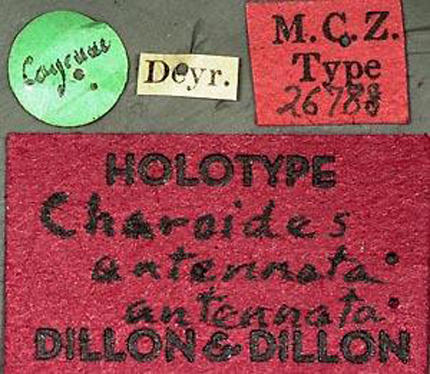 Cayenne
Deyr.
M.C.Z.
Type
26788
HOLOTYPE
Charoides
antennata
antennata
DILLON & DILLON